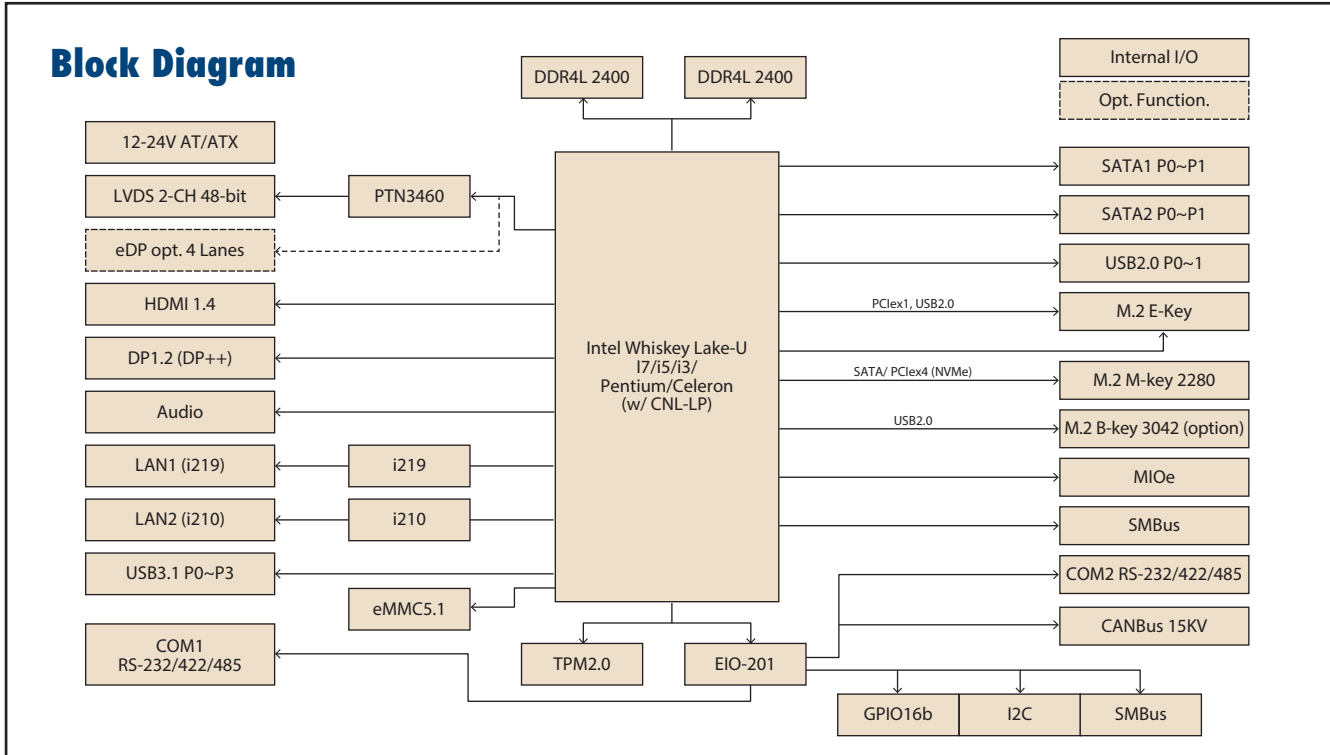 Block Diagram
DDR4L 2400
DDR4L 2400
Internal I/O
Opt. Function.
12-24V AT/ATX
LVDS 2-CH 48-bit
PTN3460
eDP opt. 4 Lanes
HDMI 1.4
DP1.2 (DP++)
Audio
LAN1 (i219)
i219
LAN2 (i210)
i210
USB3.1 P0~P3
eMMC5.1
COM1
RS-232/422/485
Intel Whiskey Lake-U
I7/i5/i3/
Pentium/Celeron
(w/ CNL-LP)
TPM2.0
EIO-201
SATA1 P0~P1
SATA2 P0~P1
USB2.0 P0~1
PCIex1, USB2.0
M.2 E-Key
SATA/ PCIex4 (NVMe)
M.2 M-key 2280
USB2.0
M.2 B-key 3042 (option)
MIOe
SMBus
COM2 RS-232/422/485
CANBus 15KV
GPIO16b
I2C
SMBus